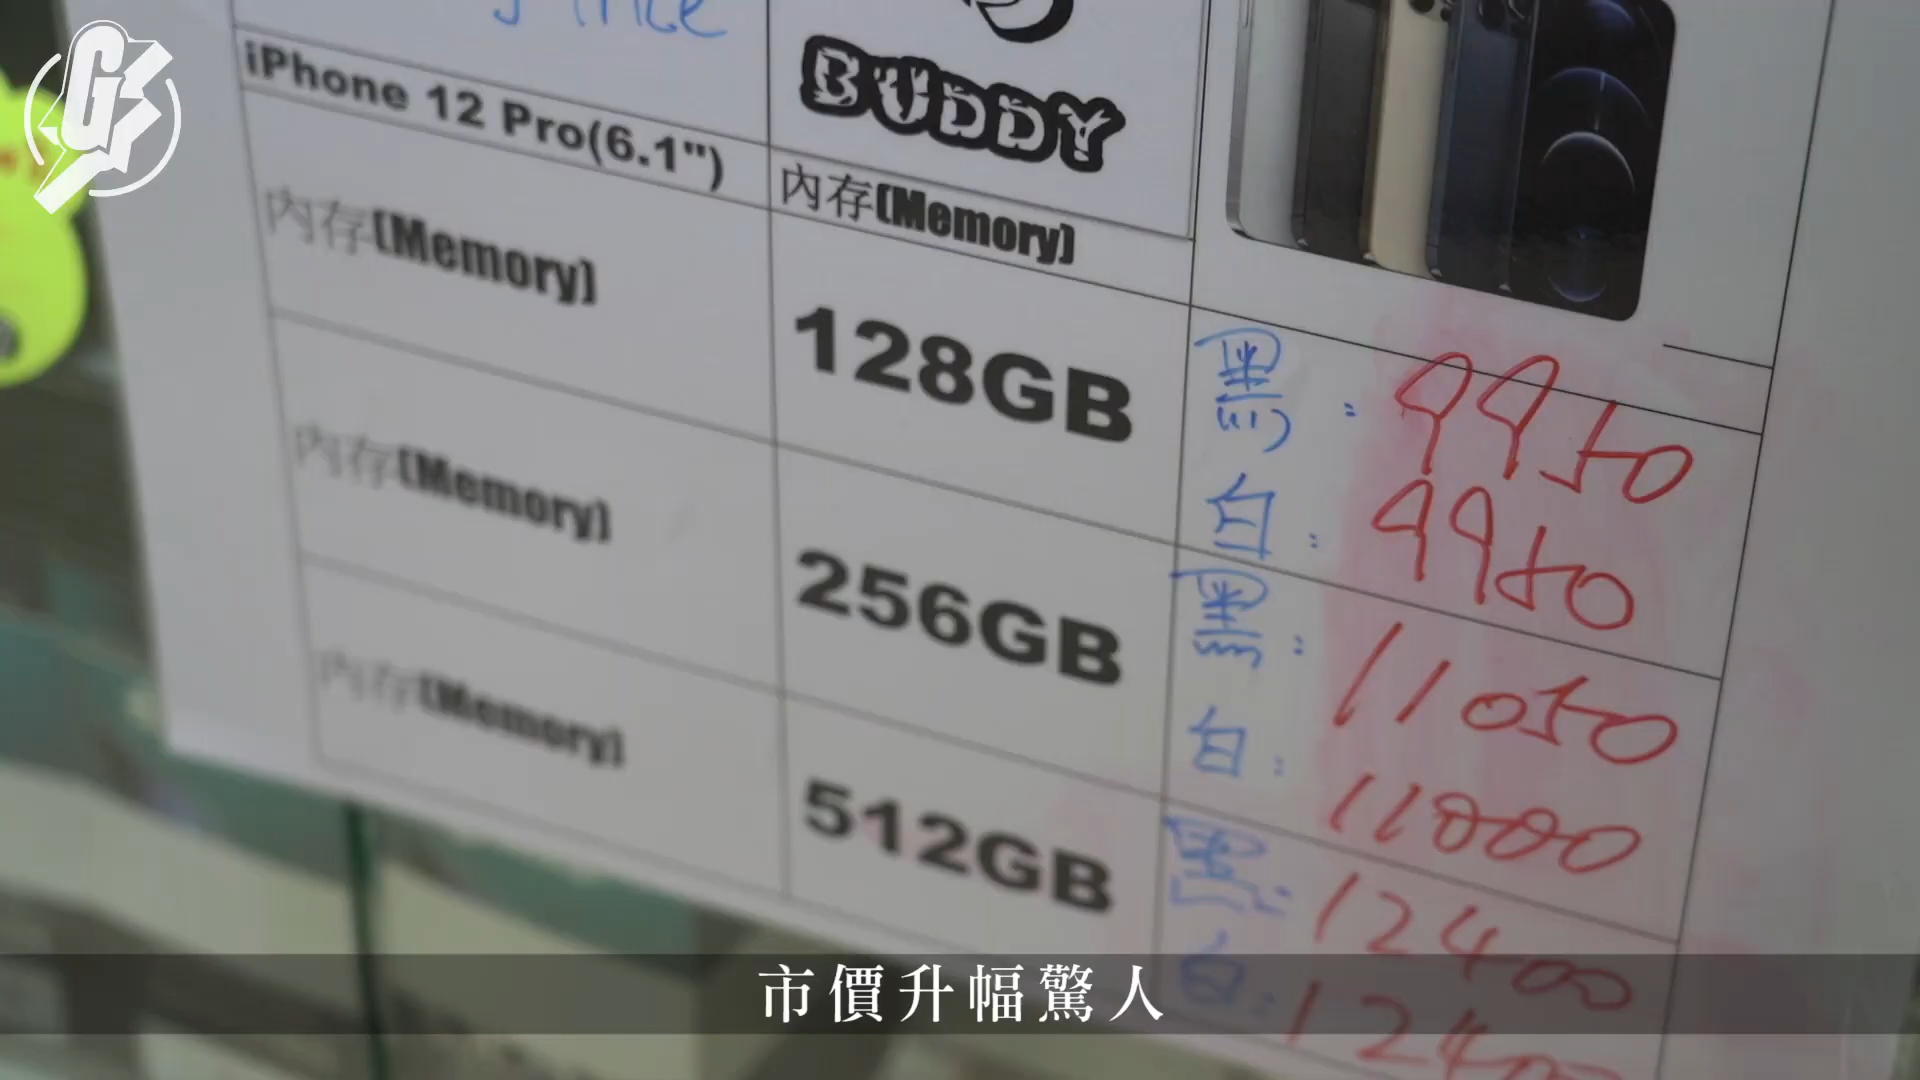 Price
BUDDY
iPhone 12 Pro(6.1")
內存(Memory)
內存(Memory)
128GB
黑:9950
白:9950
內存(Memory)
256GB
黑:11050
白:11000
內存(Memory)
512GB
黑:12400
白:12400
市價升幅驚人